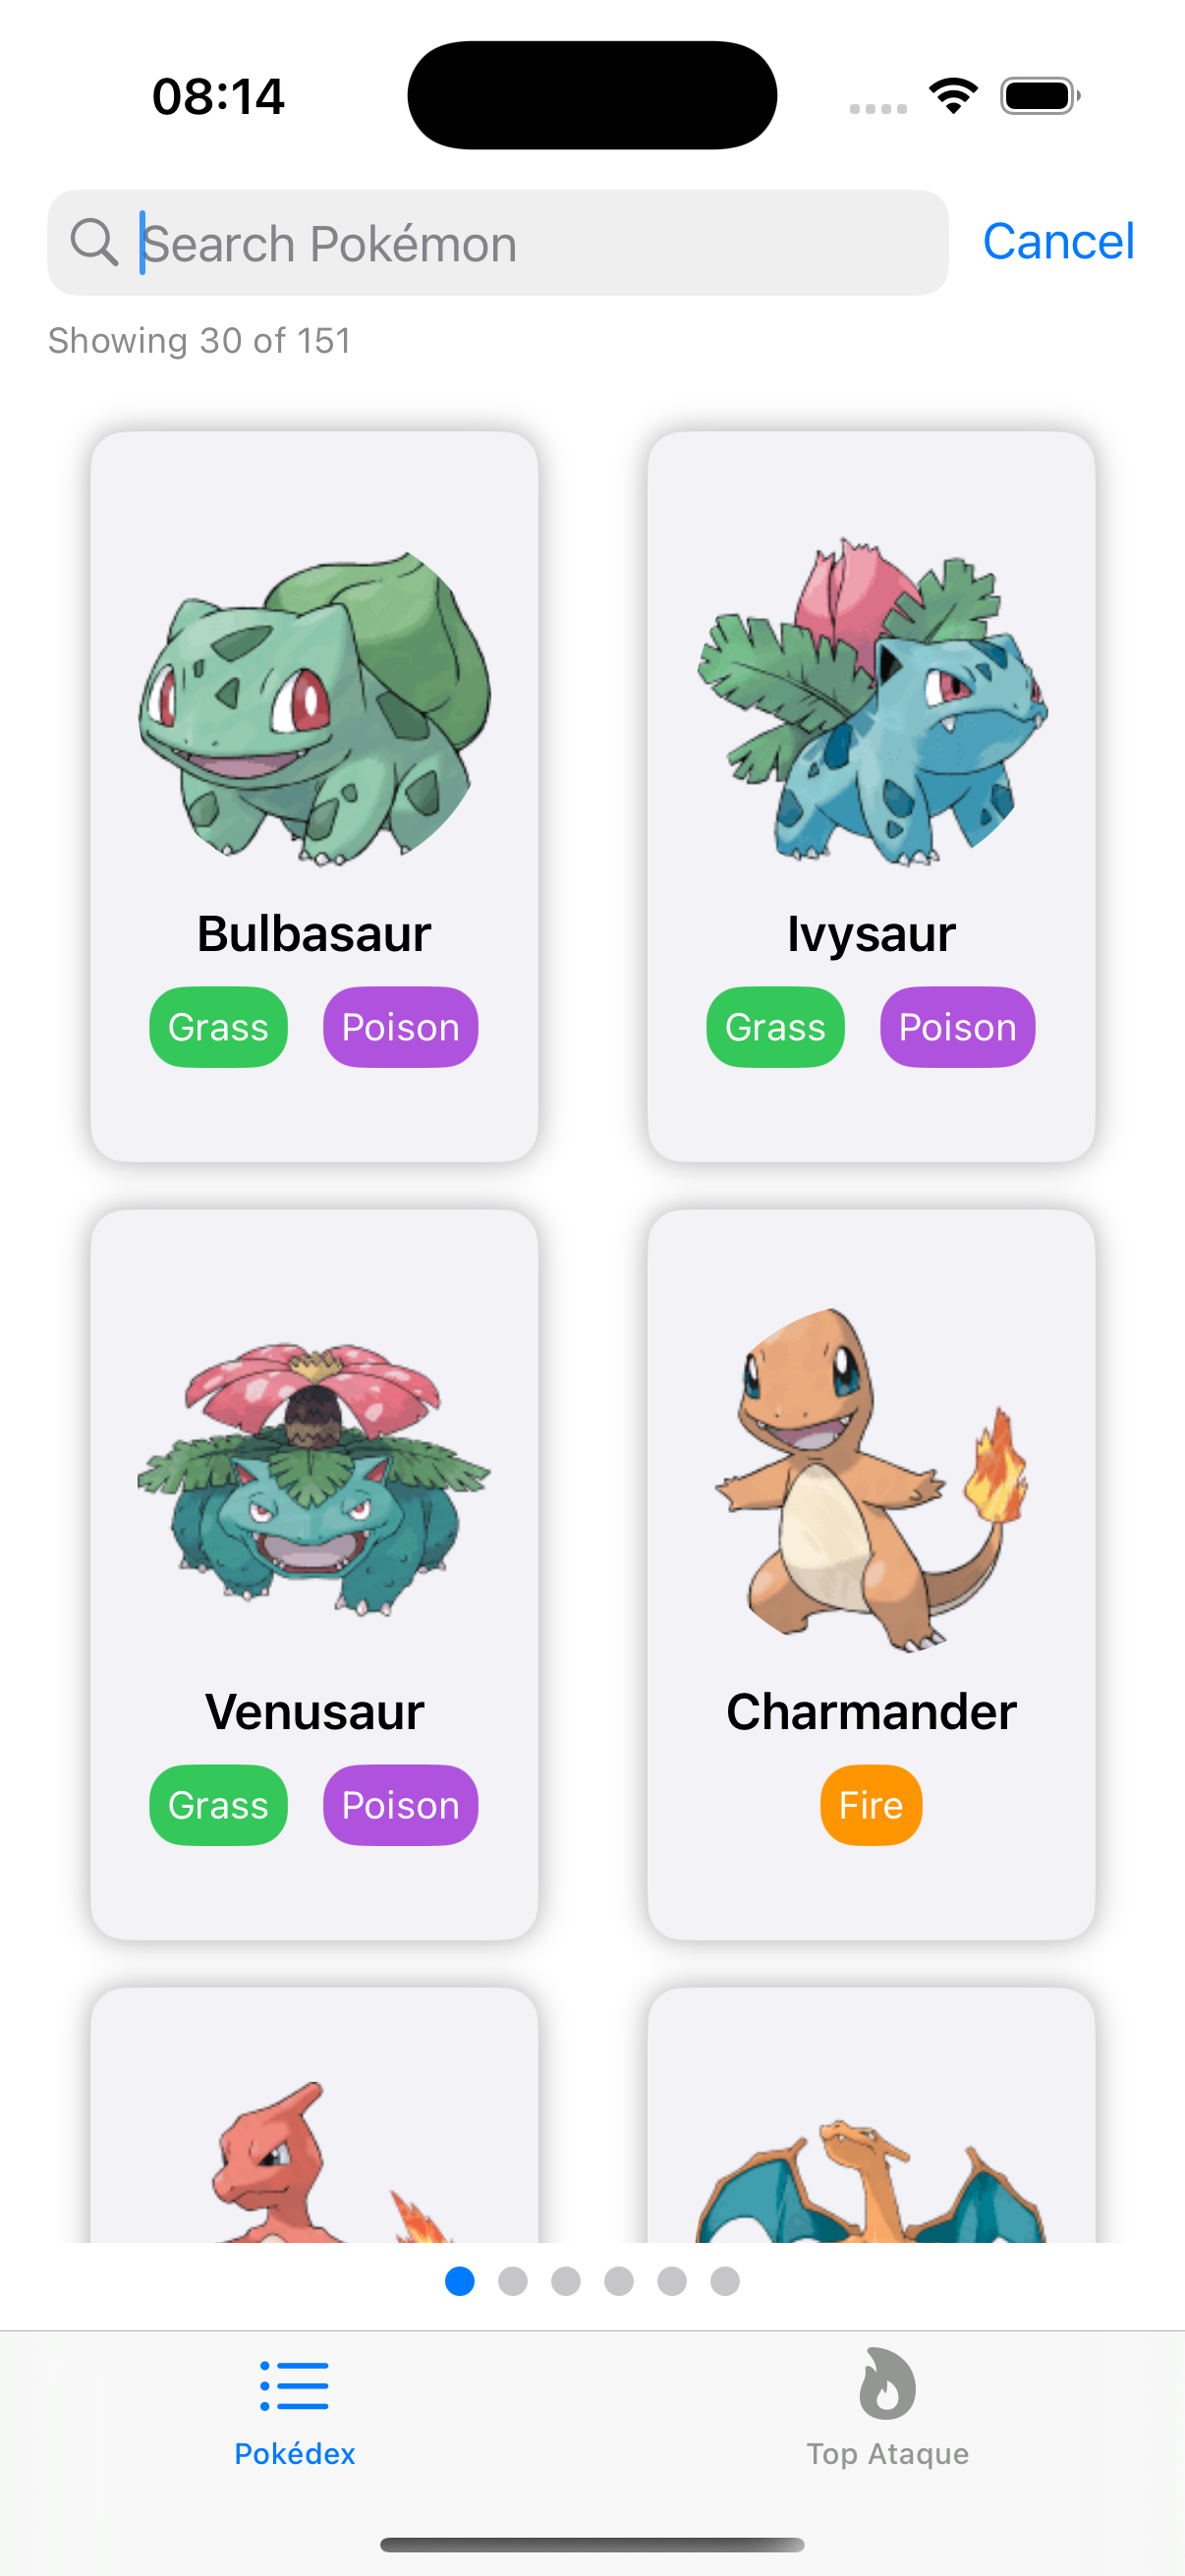 08:14
Search Pokémon
Cancel
Showing 30 of 151
Bulbasaur
Ivysaur
Grass Poison
Grass Poison
Venusaur
Charmander
Grass Poison
Fire
Pokédex
Top Ataque